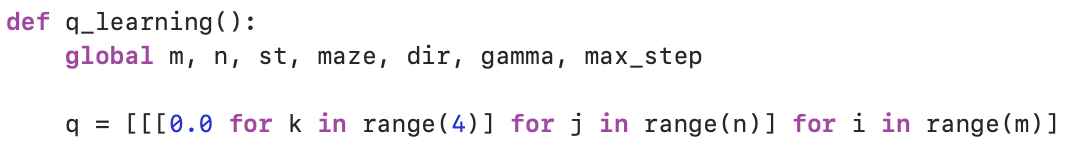 def q_learning():
    global m, n, st, maze, dir, gamma, max_step
    q = [[[0.0 for k in range(4)] for j in range(n)] for i in range(m)]